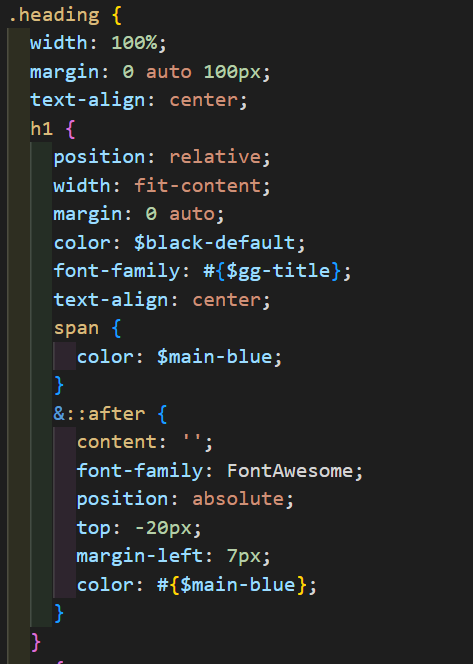 .heading {
width: 100%;
margin: 0 auto 100px;
text-align: center;
h1 {
position: relative;
width: fit-content;
margin: 0 auto;
color: $black-default;
font-family: #{$gg-title};
text-align: center;
span {
color: $main-blue;
}
&::after {
content: '';
font-family: FontAwesome;
position: absolute;
top: -20px;
margin-left: 7px;
color: #{$main-blue};
}
}